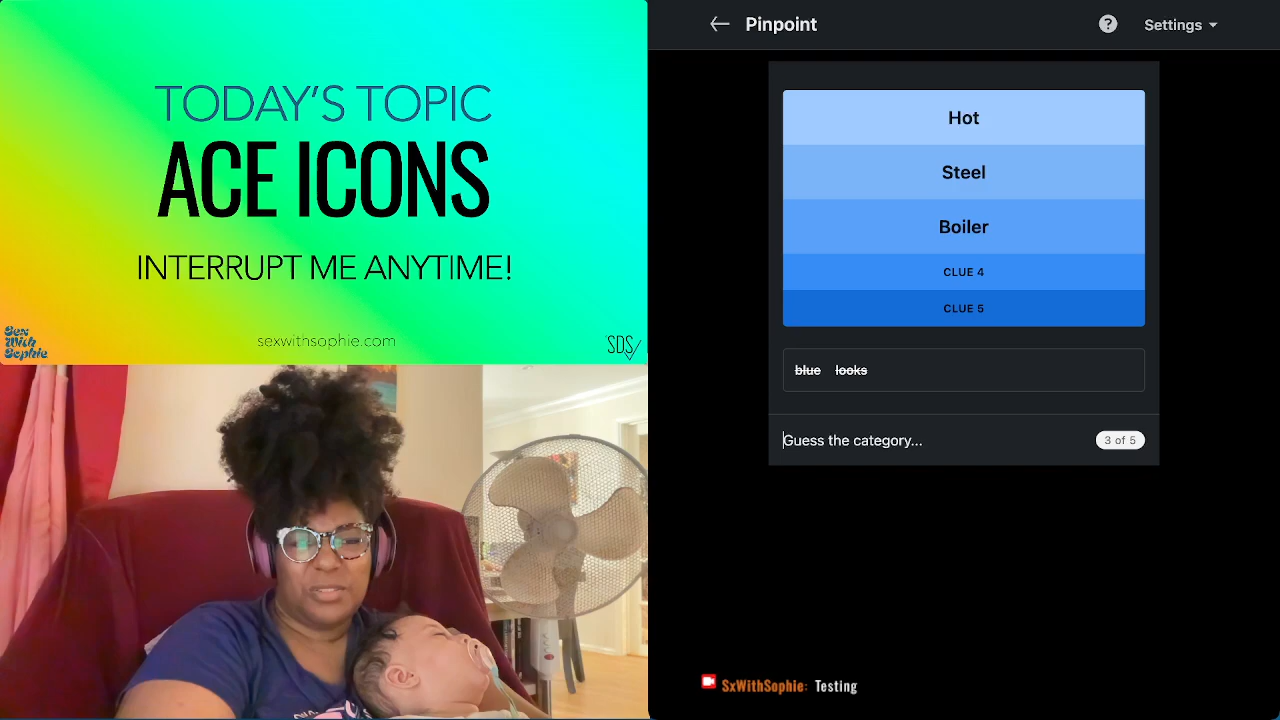 TODAY'S TOPIC
ACE ICONS
INTERRUPT ME ANYTIME!
sexwithsophie.com
Sex
With
Sophie
SDS
Pinpoint
? Settings
Hot
Steel
Boiler
CLUE 4
CLUE 5
blue looks
Guess the category... 3 of 5
SxWithSophie: Testing